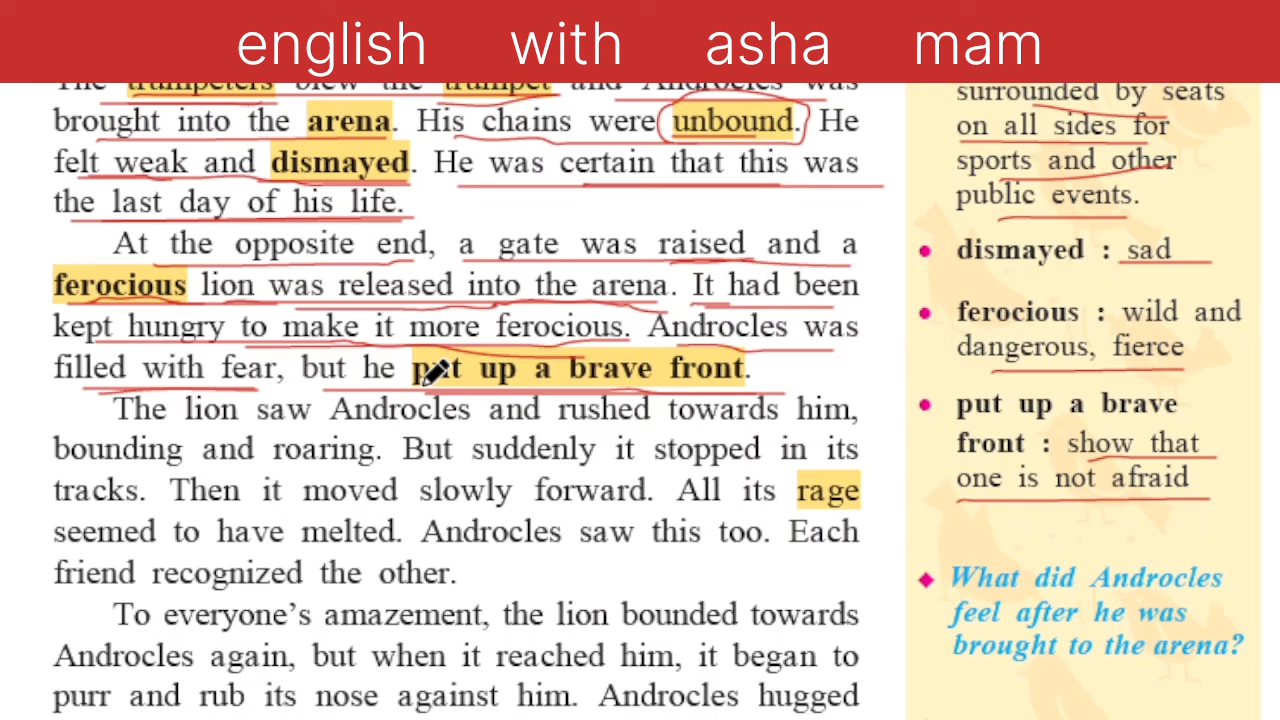 english with asha mam
The trumpeters blew the trumpet and Androcles was
brought into the arena. His chains were unbound. He
felt weak and dismayed. He was certain that this was
the last day of his life.
At the opposite end, a gate was raised and a
ferocious lion was released into the arena. It had been
kept hungry to make it more ferocious. Androcles was
filled with fear, but he put up a brave front.
The lion saw Androcles and rushed towards him,
bounding and roaring. But suddenly it stopped in its
tracks. Then it moved slowly forward. All its rage
seemed to have melted. Androcles saw this too. Each
friend recognized the other.
To everyone's amazement, the lion bounded towards
Androcles again, but when it reached him, it began to
purr and rub its nose against him. Androcles hugged
surrounded by seats
on all sides for
sports and other
public events.
• dismayed : sad
• ferocious : wild and
dangerous, fierce
• put up a brave
front : show that
one is not afraid
◆ What did Androcles
feel after he was
brought to the arena?